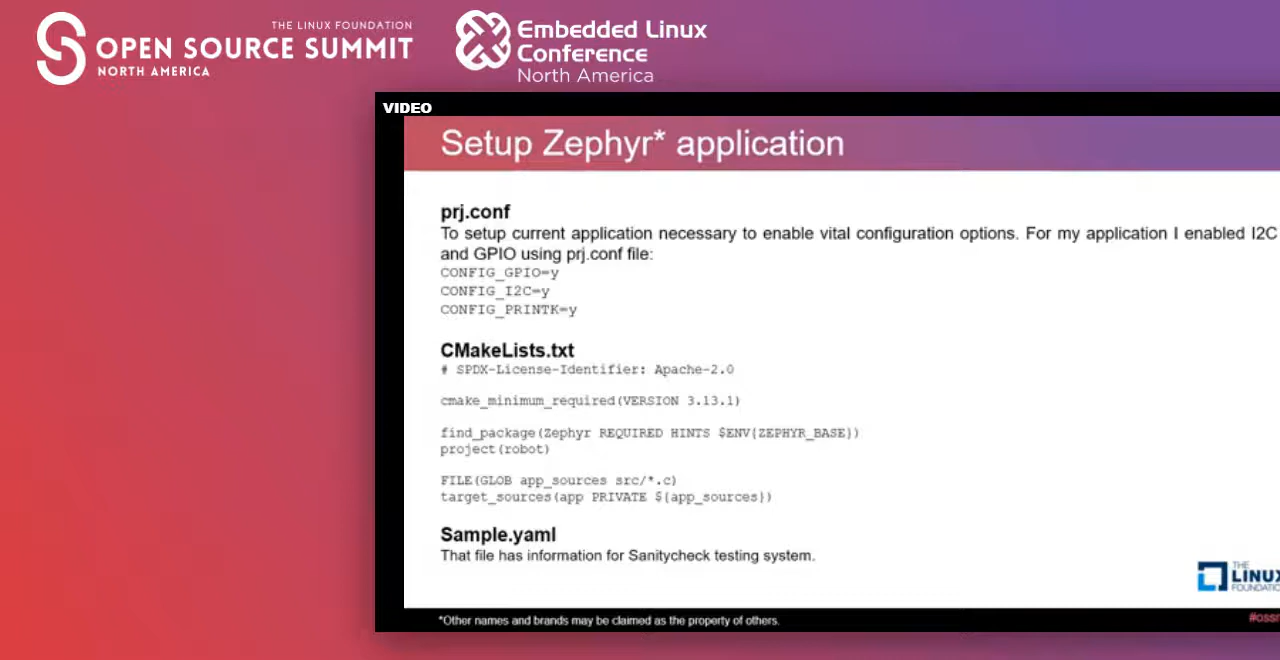 THE LINUX FOUNDATION
OPEN SOURCE SUMMIT
NORTH AMERICA
Embedded Linux
Conference
North America
VIDEO
Setup Zephyr* application
prj.conf
To setup current application necessary to enable vital configuration options. For my application I enabled I2C
and GPIO using prj.conf file:
CONFIG_GPIO=y
CONFIG_I2C=y
CONFIG_PRINTK=y
CMakeLists.txt
# SPDX-License-Identifier: Apache-2.0
cmake_minimum_required(VERSION 3.13.1)
find_package(Zephyr REQUIRED HINTS $ENV{ZEPHYR_BASE})
project(robot)
FILE(GLOB app_sources src/*.c)
target_sources(app PRIVATE ${app_sources})
Sample.yaml
That file has information for Sanitycheck testing system.
THE
LINUX
*Other names and brands may be claimed as the property of others.